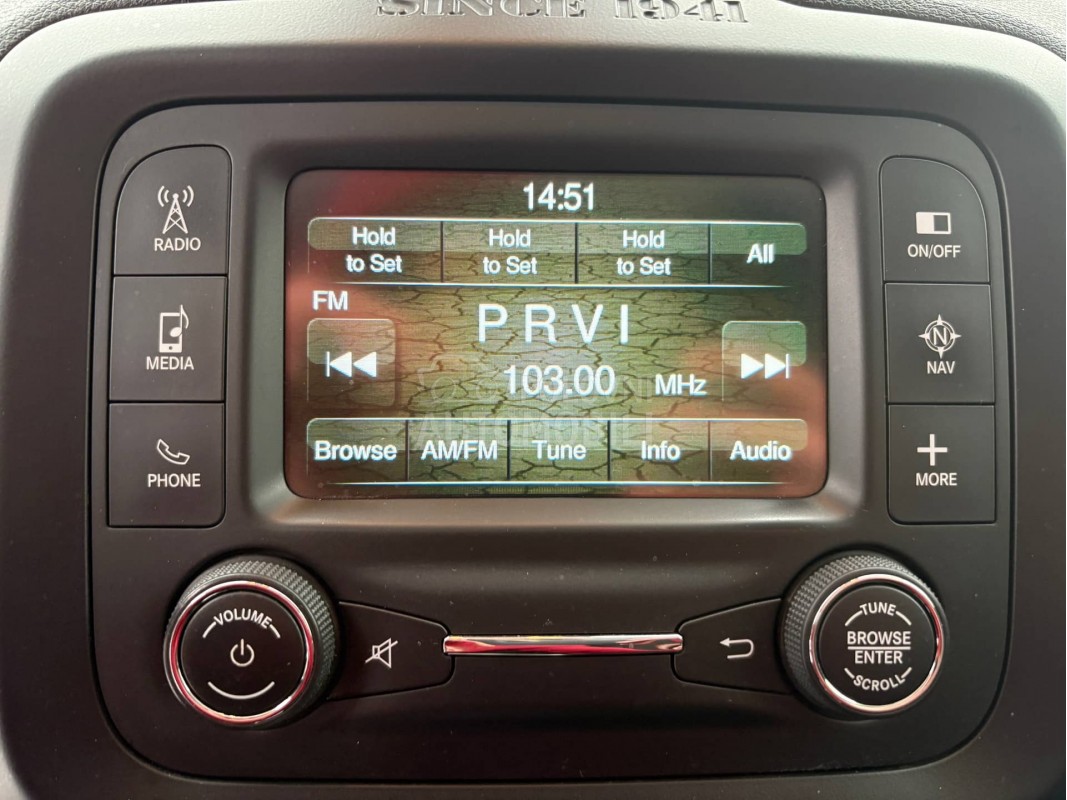 SINCE 1941
14:51
Hold to Set
Hold to Set
Hold to Set
All
FM
PRVI
103.00 MHz
Browse
AM/FM
Tune
Info
Audio
RADIO
MEDIA
PHONE
ON/OFF
N
NAV
MORE
VOLUME
TUNE
BROWSE
ENTER
SCROLL
AUTOMOBILI